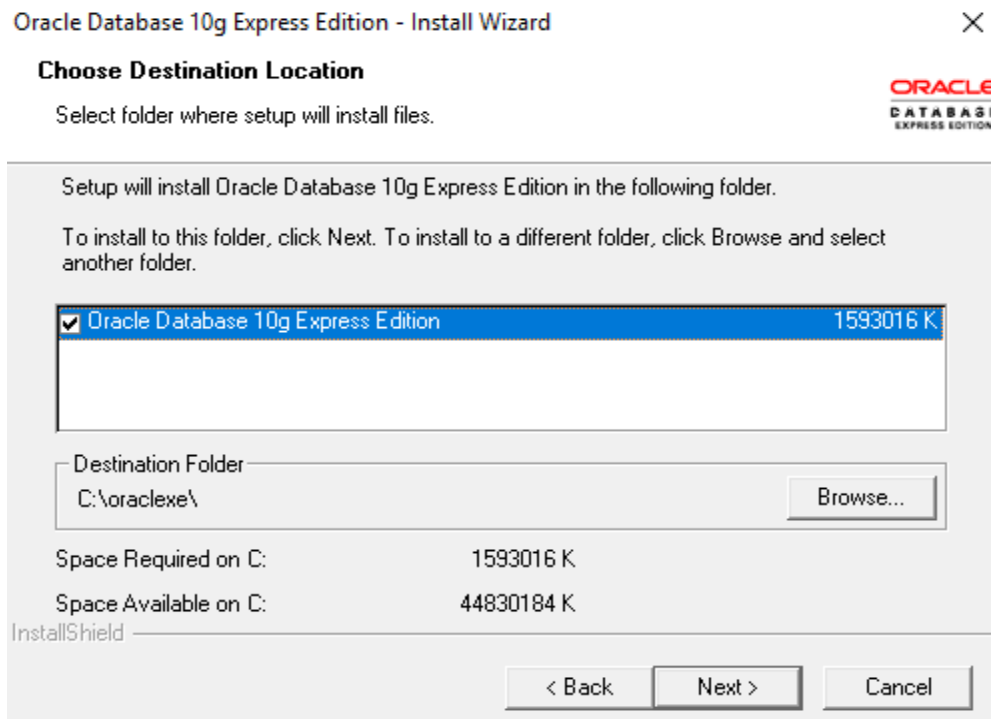 Oracle Database 10g Express Edition - Install Wizard
Choose Destination Location
Select folder where setup will install files.
ORACLE
DATABASE
EXPRESS EDITION
Setup will install Oracle Database 10g Express Edition in the following folder.
To install to this folder, click Next. To install to a different folder, click Browse and select
another folder.
Oracle Database 10g Express Edition 1593016 K
Destination Folder
C:\oraclexe\ Browse...
Space Required on C: 1593016 K
Space Available on C: 44830184 K
InstallShield
< Back Next > Cancel